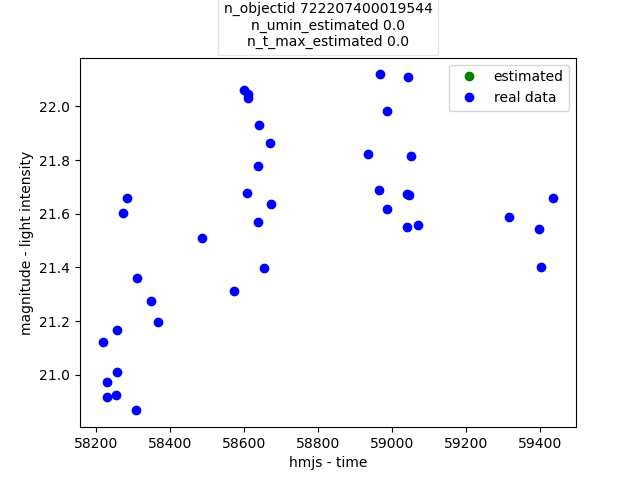 n_objectid 722207400019544
n_umin_estimated 0.0
n_t_max_estimated 0.0
estimated
real data
magnitude - light intensity
22.0
21.8
21.6
21.4
21.2
21.0
58200 58400 58600 58800 59000 59200 59400
hmjs - time